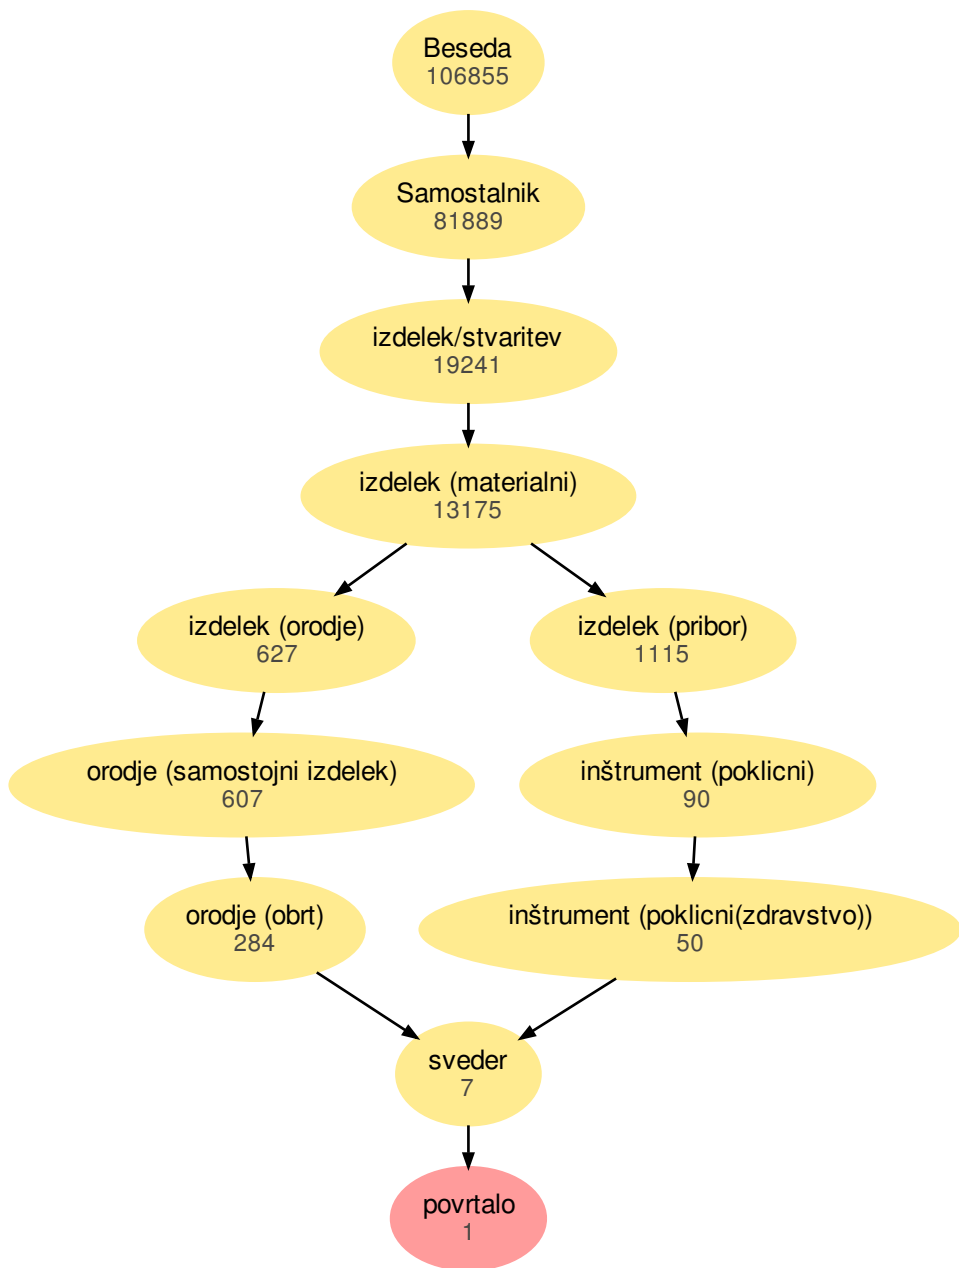 Beseda
106855
Samostalnik
81889
izdelek/stvaritev
19241
izdelek (materialni)
13175
izdelek (orodje)
627
izdelek (pribor)
1115
orodje (samostojni izdelek)
607
inštrument (poklicni)
90
orodje (obrt)
284
inštrument (poklicni(zdravstvo))
50
sveder
7
povrtalo
1